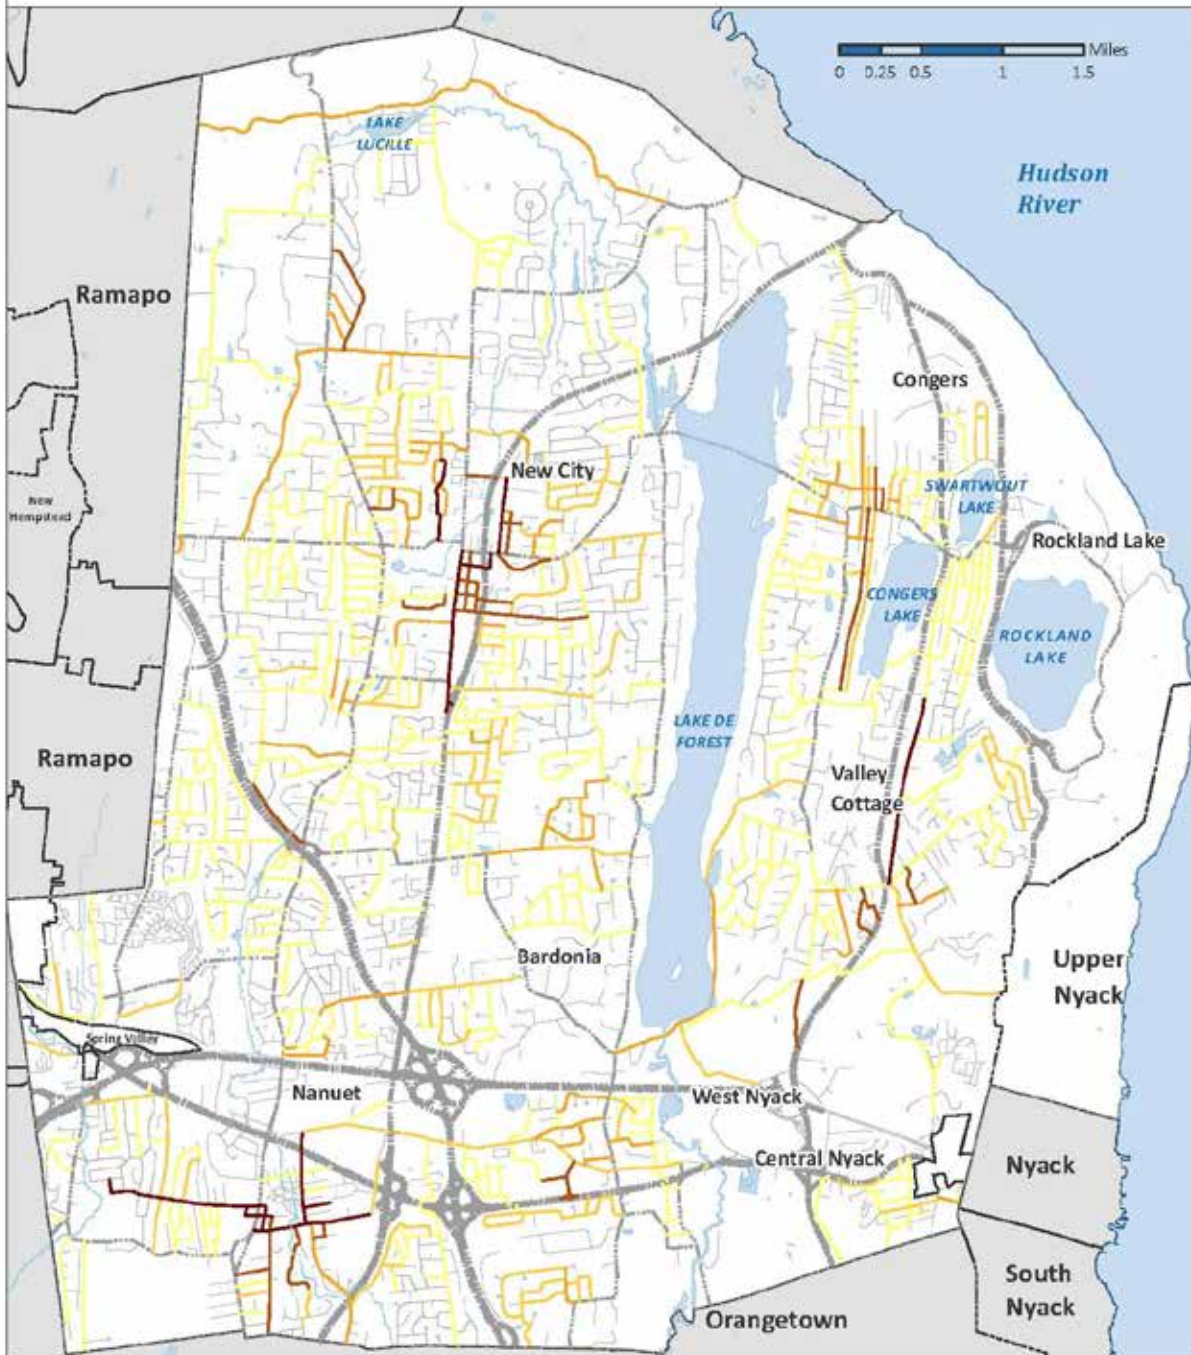 Miles
0 0.25 0.5 1 1.5
LAKE
LUCILLE
Hudson
River
Ramapo
Congers
New City
SWARTWOUT
LAKE
New
Hempstead
Rockland Lake
CONGERS
LAKE
ROCKLAND
LAKE
LAKE DE
FOREST
Ramapo
Valley
Cottage
Bardonia
Upper
Nyack
Spring Valley
Nanuet
West Nyack
Central Nyack
Nyack
South
Nyack
Orangetown